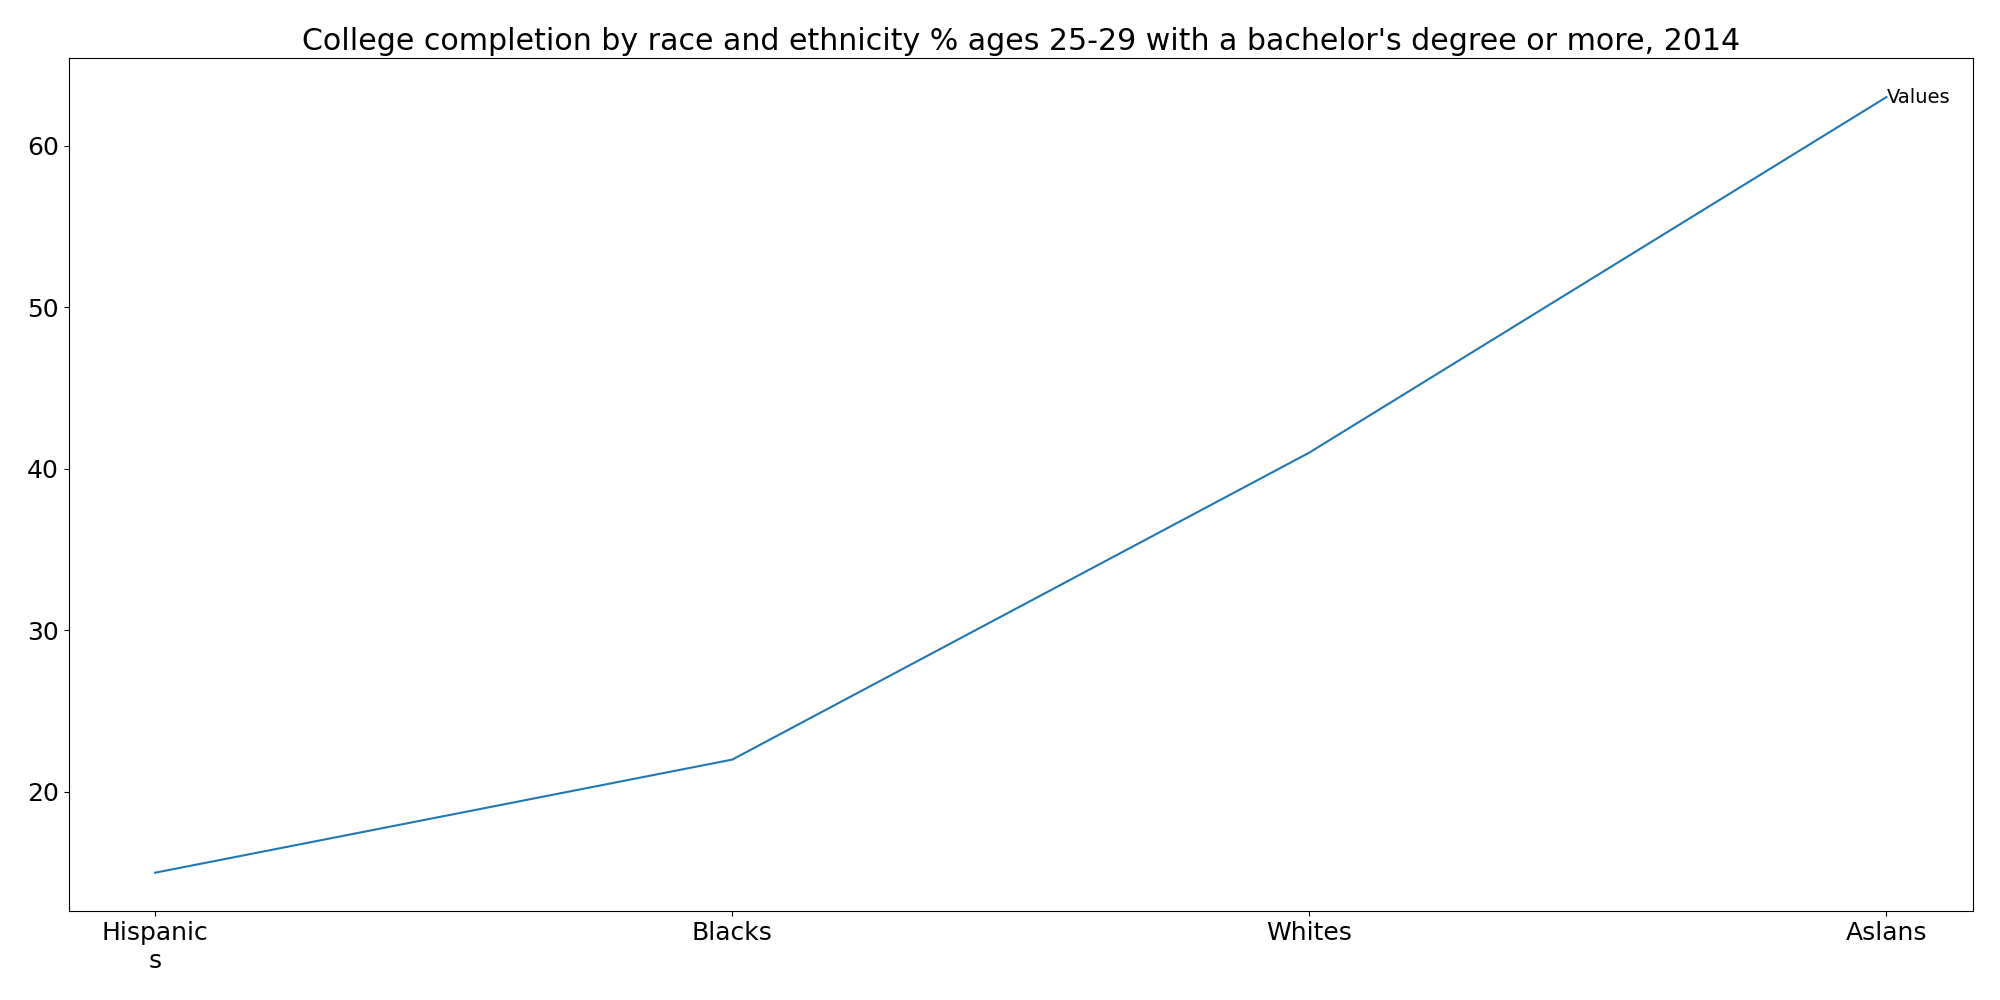 College completion by race and ethnicity % ages 25-29 with a bachelor's degree or more, 2014
Values
60
50
40
30
20
Hispanic
s
Blacks
Whites
Aslans